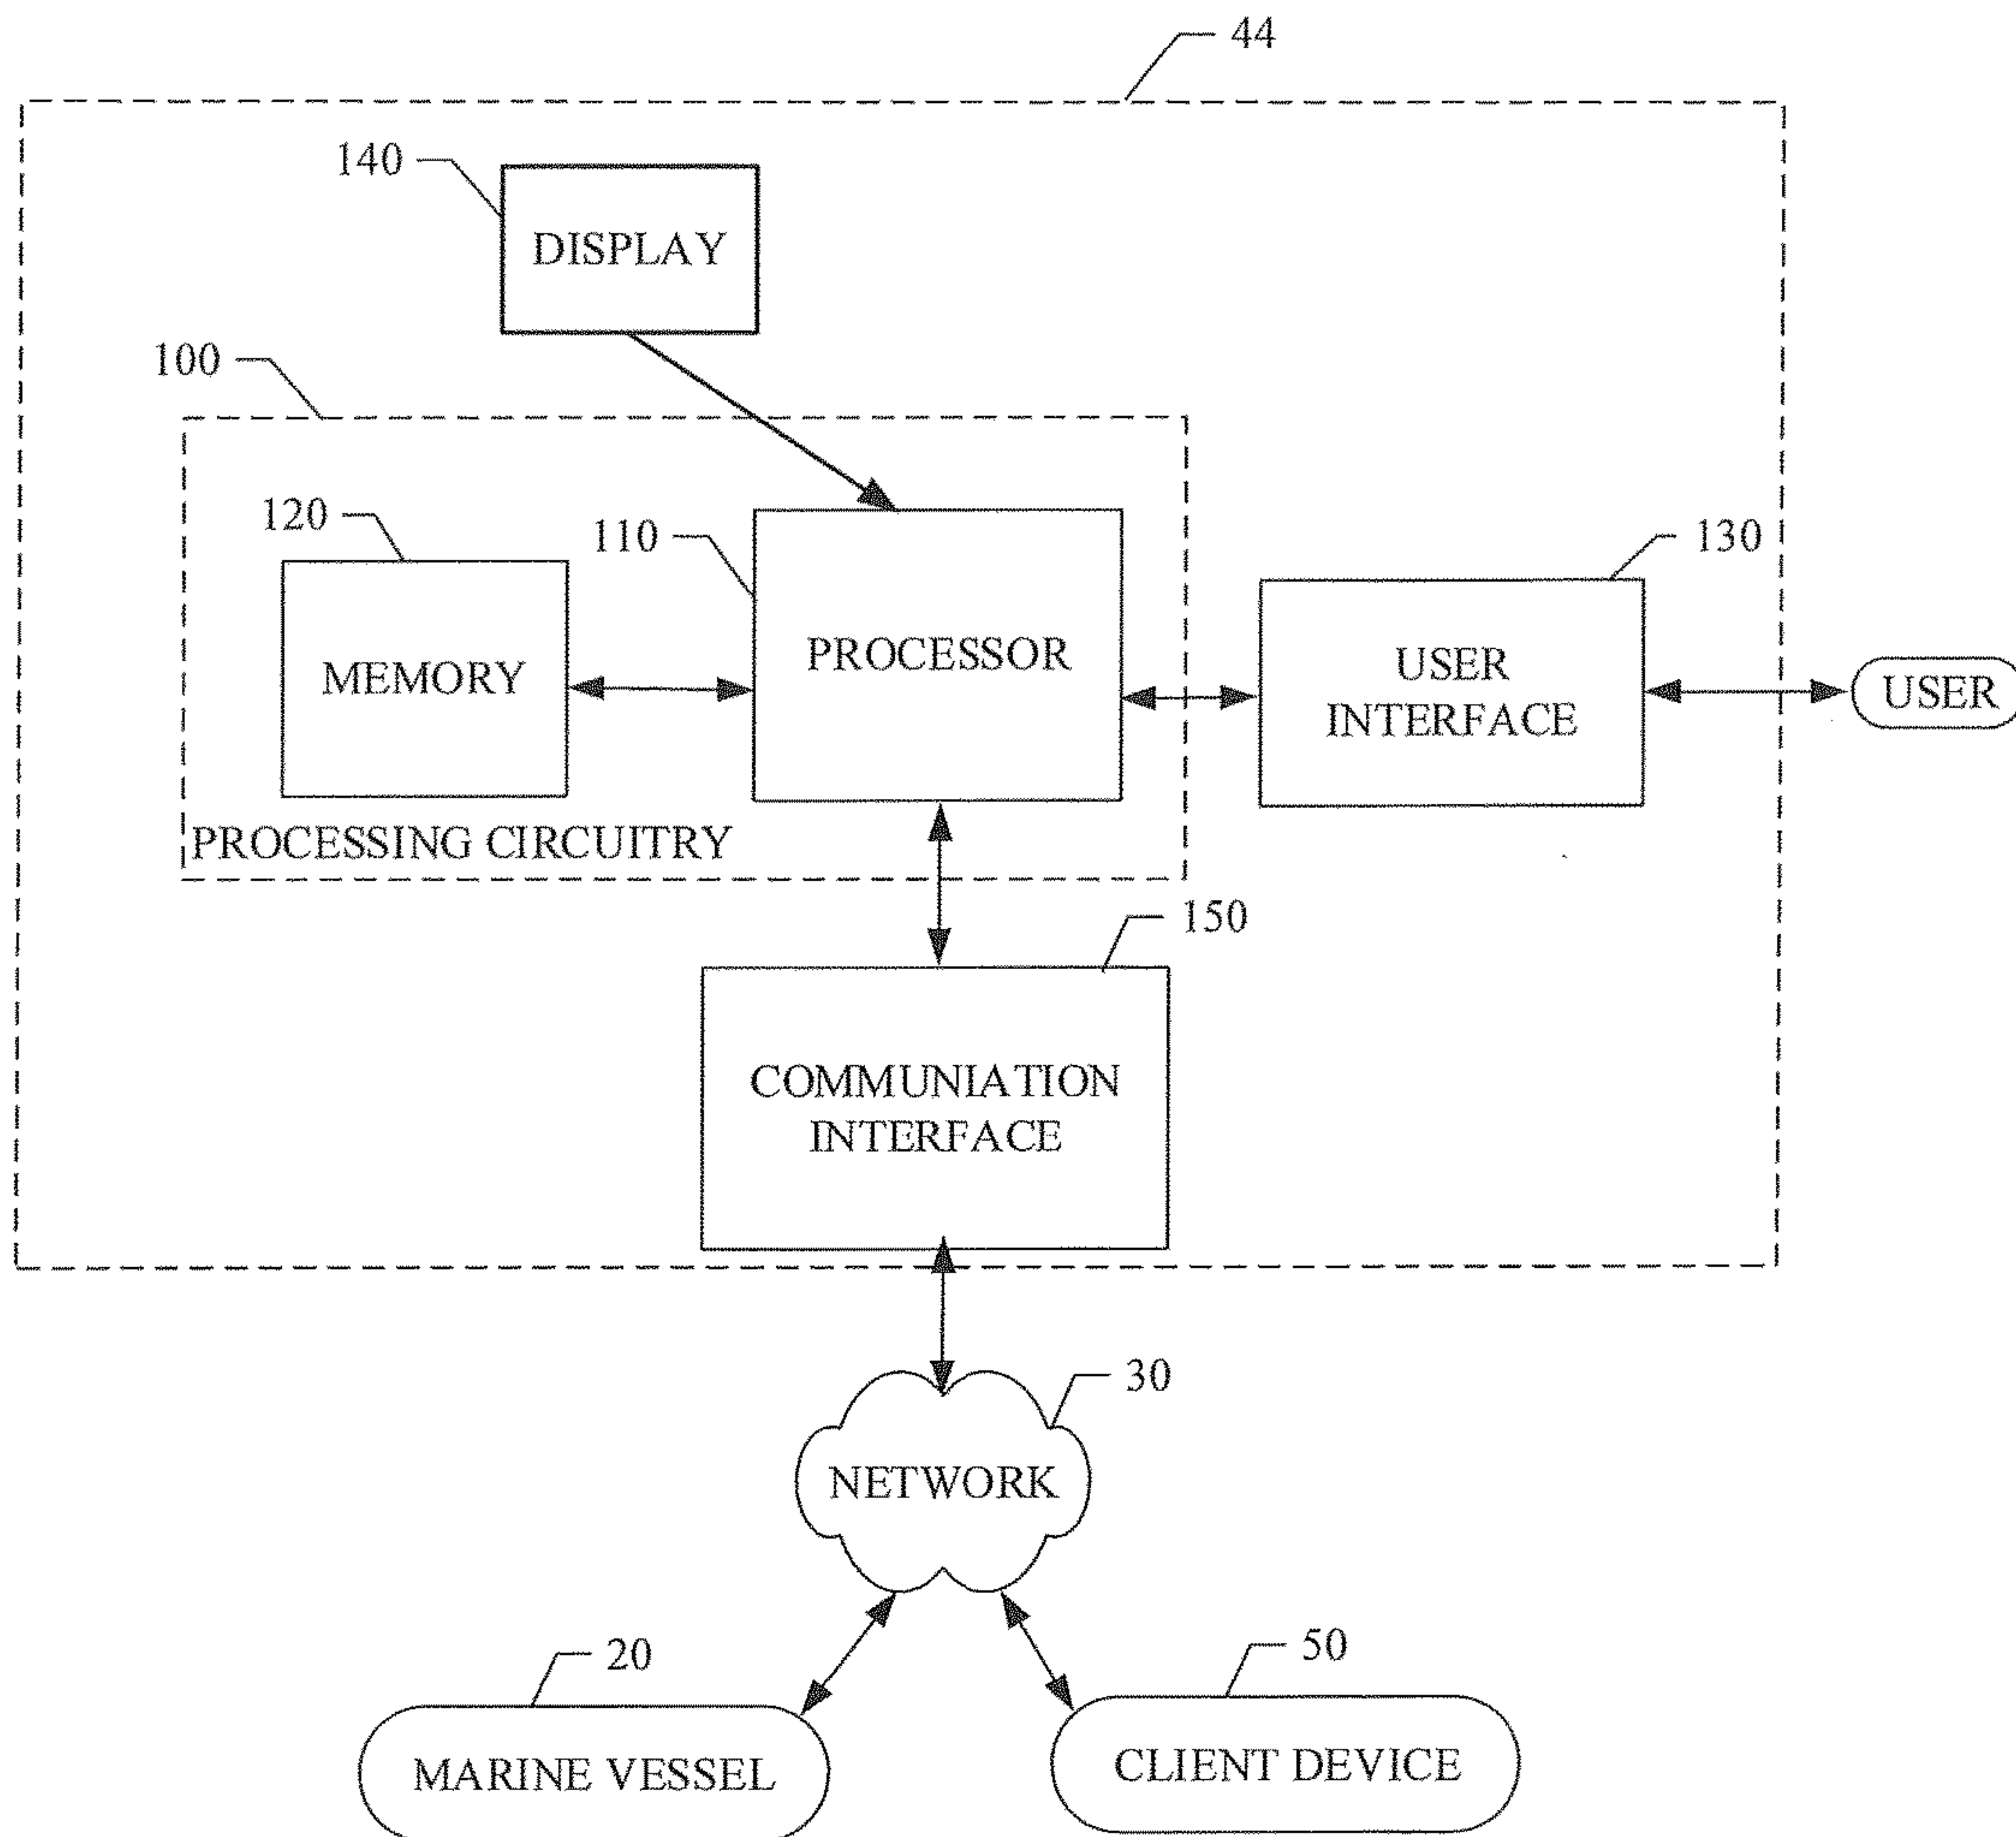 44
140
DISPLAY
100
120
110
130
PROCESSOR
MEMORY
USER
INTERFACE
USER
PROCESSING CIRCUITRY
150
COMMUNIATION
INTERFACE
30
NETWORK
20
50
MARINE VESSEL
CLIENT DEVICE